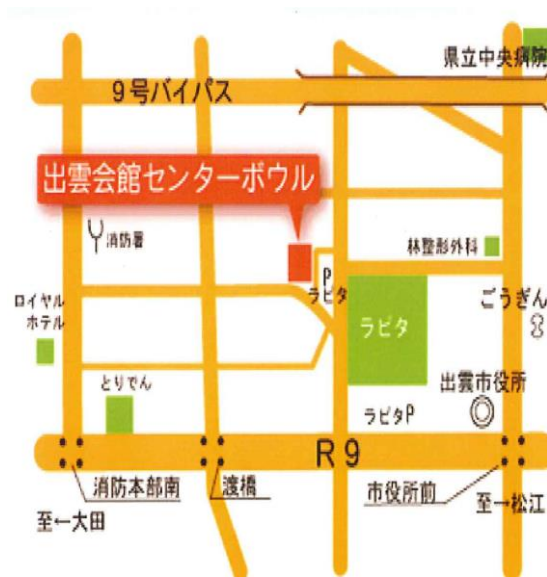 県立中央病院
9号バイパス
出雲会館センターボウル
消防署
林整形外科
P
ラピタ
ロイヤル
ホテル
ラピタ
ごうぎん
とりでん
出雲市役所
ラピタP
R9
消防本部南
渡橋
市役所前
至←大田
至→松江